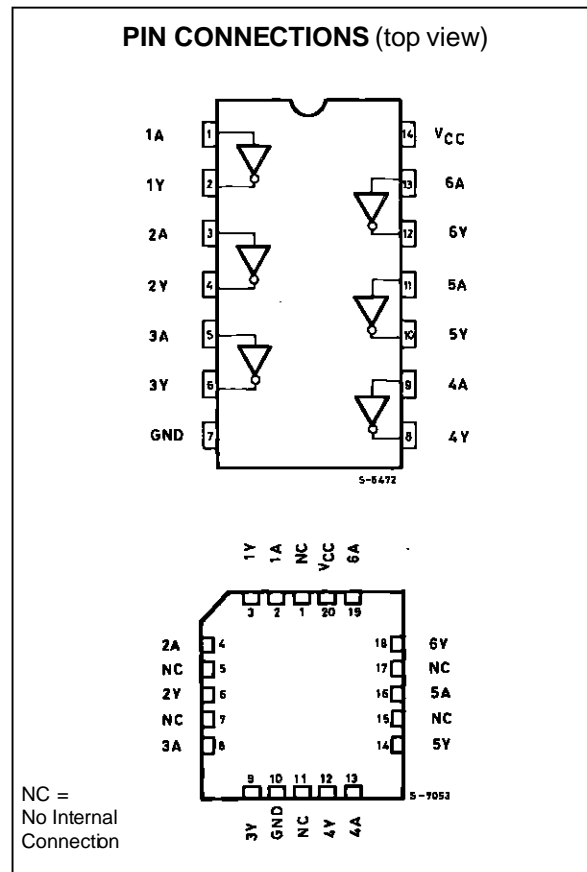 PIN CONNECTIONS (top view)
1A 1 14 VCC
1Y 2 13 6A
2A 3 12 6Y
2Y 4 11 5A
3A 5 10 5Y
3Y 6 9 4A
GND 7 8 4Y
S-5472
1Y 1A NC VCC 6A
3 2 1 20 19
2A 4 18 6Y
NC 5 17 NC
2Y 6 16 5A
NC 7 15 NC
3A 8 14 5Y
9 10 11 12 13
S-7053
3Y GND NC 4Y 4A
NC =
No Internal
Connection